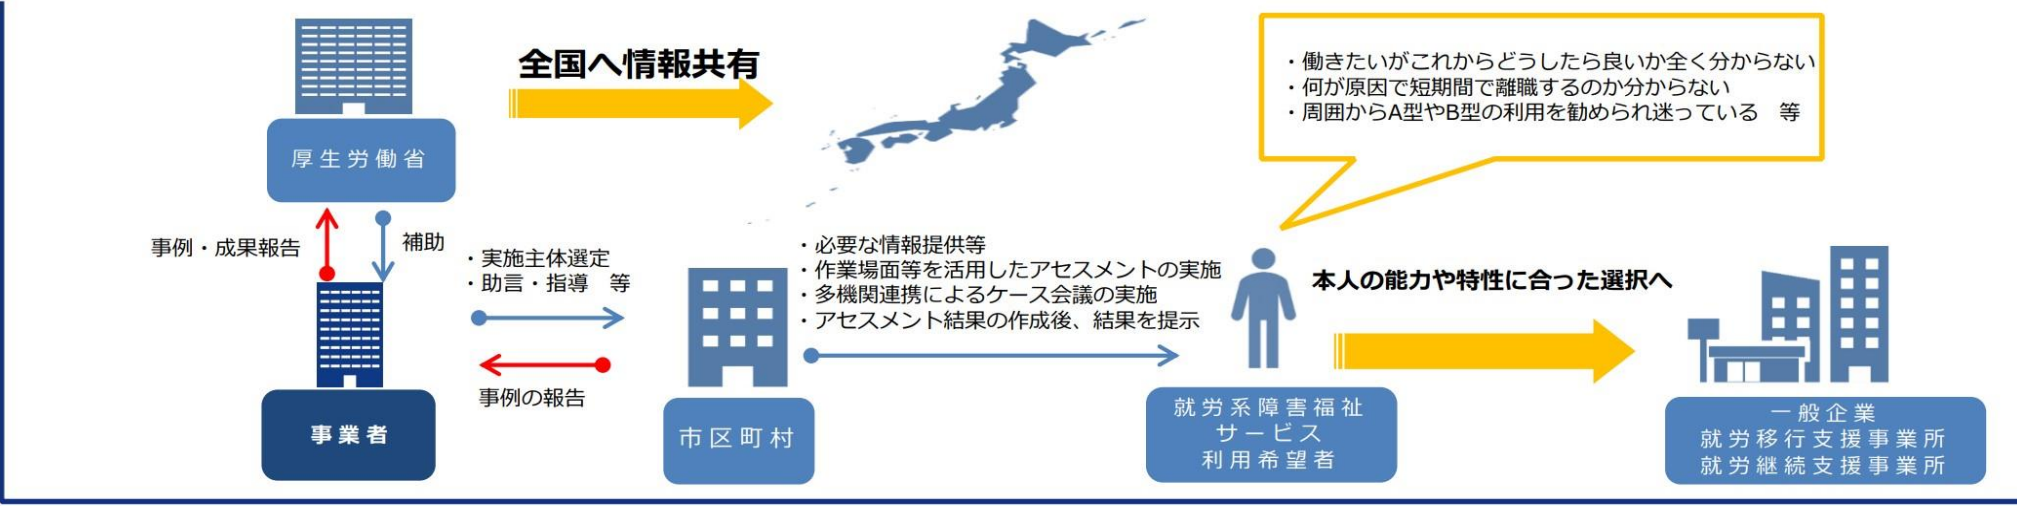 全国へ情報共有
・働きたいがこれからどうしたら良いか全く分からない
・何が原因で短期間で離職するのか分からない
・周囲からA型やB型の利用を勧められ迷っている　等
厚生労働省
事例・成果報告
補助
・実施主体選定
・助言・指導　等
事例の報告
事業者
・必要な情報提供等
・作業場面等を活用したアセスメントの実施
・多機関連携によるケース会議の実施
・アセスメント結果の作成後、結果を提示
市区町村
本人の能力や特性に合った選択へ
就労系障害福祉
サービス
利用希望者
一般企業
就労移行支援事業所
就労継続支援事業所